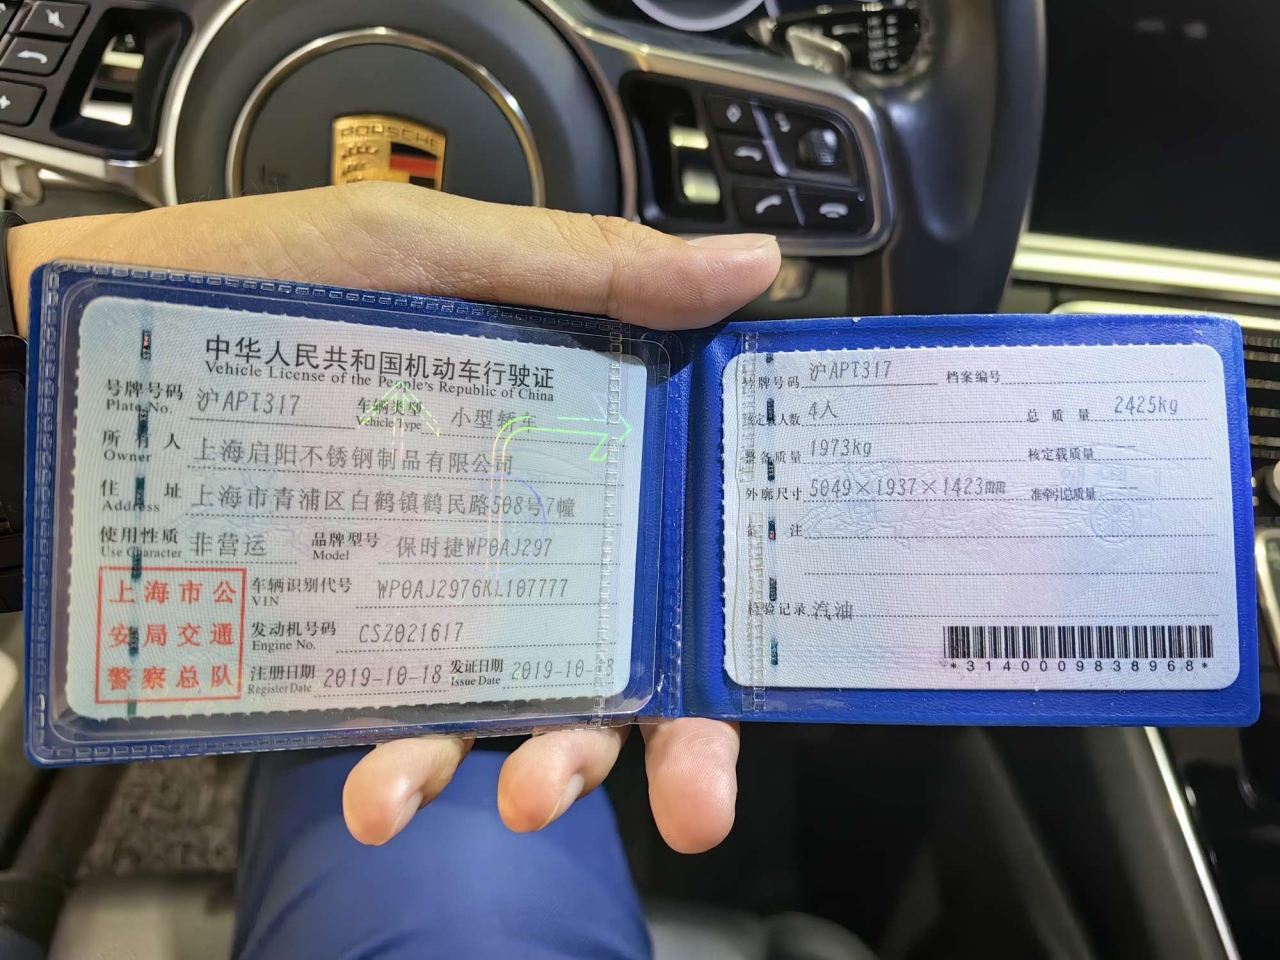 PORSCHE
中华人民共和国机动车行驶证
Vehicle License of the People's Republic of China
号牌号码 沪APT317 车辆类型 小型轿车
Plate No. Vehicle Type
所有人 上海启阳不锈钢制品有限公司
Owner
住址 上海市青浦区白鹤镇鹤民路508号7幢
Address
使用性质 非营运 品牌型号 保时捷WP0AJ297
Use Character Model
上海市公
安局交通
警察总队
车辆识别代号 WP0AJ2976KL107777
VIN
发动机号码 CSZ021617
Engine No.
注册日期 2019-10-18 发证日期 2019-10-18
Register Date Issue Date
号牌号码 沪APT317 档案编号
核定载人数 4人 总质量 2425kg
整备质量 1973kg 核定载质量 --
外廓尺寸 5049×1937×1423mm 准牵引总质量 --
备注
检验记录 汽油
*3140009838968*